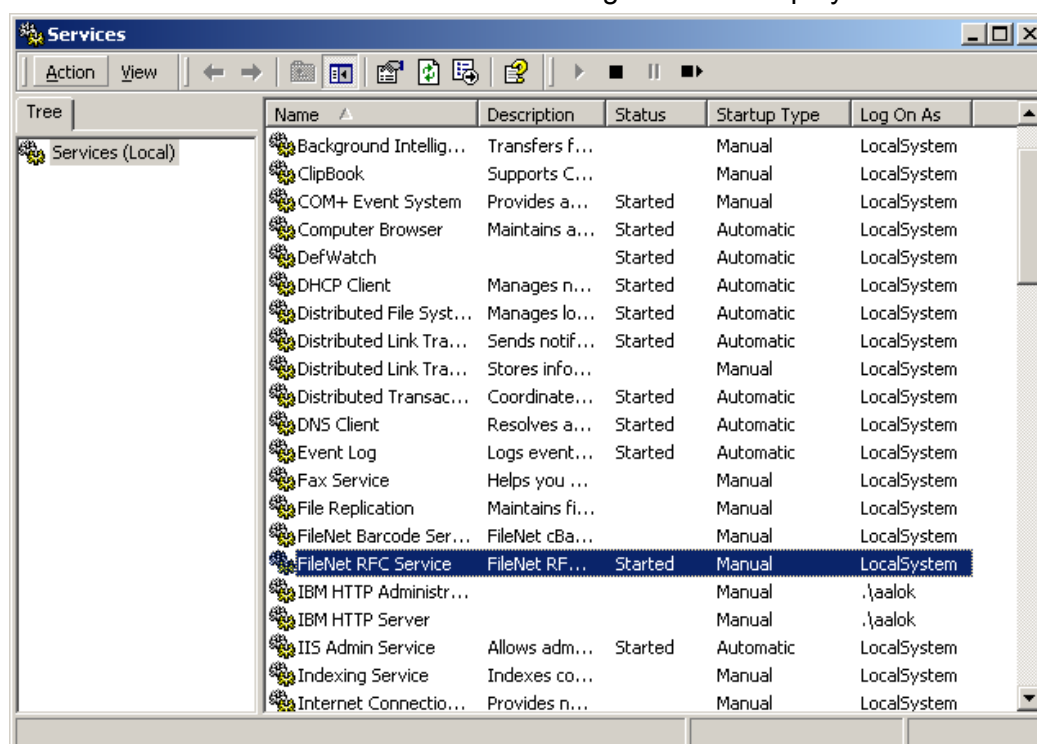 Services
Action View
Tree
Name Description Status Startup Type Log On As
Services (Local)
Background Intellig... Transfers f... Manual LocalSystem
ClipBook Supports C... Manual LocalSystem
COM+ Event System Provides a... Started Manual LocalSystem
Computer Browser Maintains a... Started Automatic LocalSystem
DefWatch Started Automatic LocalSystem
DHCP Client Manages n... Started Automatic LocalSystem
Distributed File Syst... Manages lo... Started Automatic LocalSystem
Distributed Link Tra... Sends notif... Started Automatic LocalSystem
Distributed Link Tra... Stores info... Manual LocalSystem
Distributed Transac... Coordinate... Started Automatic LocalSystem
DNS Client Resolves a... Started Automatic LocalSystem
Event Log Logs event... Started Automatic LocalSystem
Fax Service Helps you ... Manual LocalSystem
File Replication Maintains fi... Manual LocalSystem
FileNet Barcode Ser... FileNet cBa... Manual LocalSystem
FileNet RFC Service FileNet RF... Started Manual LocalSystem
IBM HTTP Administr... Manual .\aalok
IBM HTTP Server Manual .\aalok
IIS Admin Service Allows adm... Started Automatic LocalSystem
Indexing Service Indexes co... Manual LocalSystem
Internet Connectio... Provides n... Manual LocalSystem